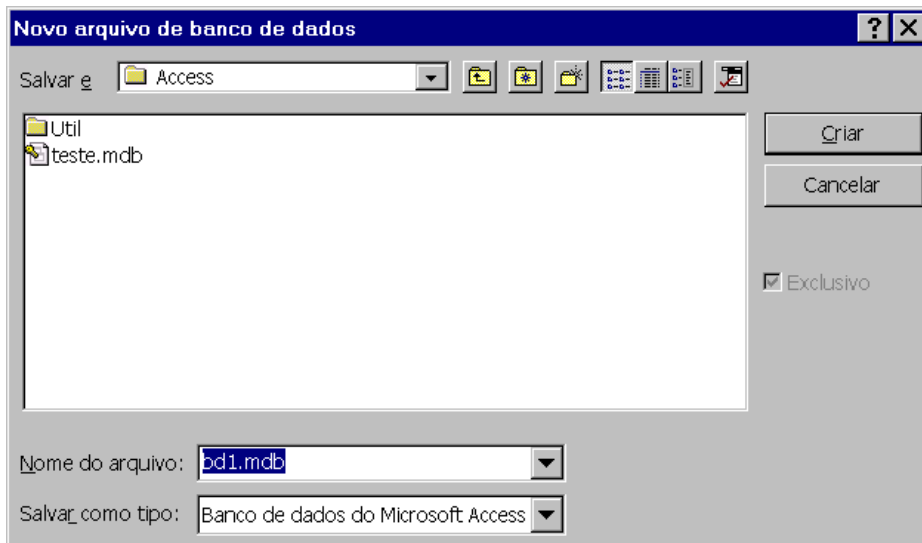 Novo arquivo de banco de dados
Salvar e Access
Util
teste.mdb
Criar
Cancelar
Exclusivo
Nome do arquivo: bd1.mdb
Salvar como tipo: Banco de dados do Microsoft Access